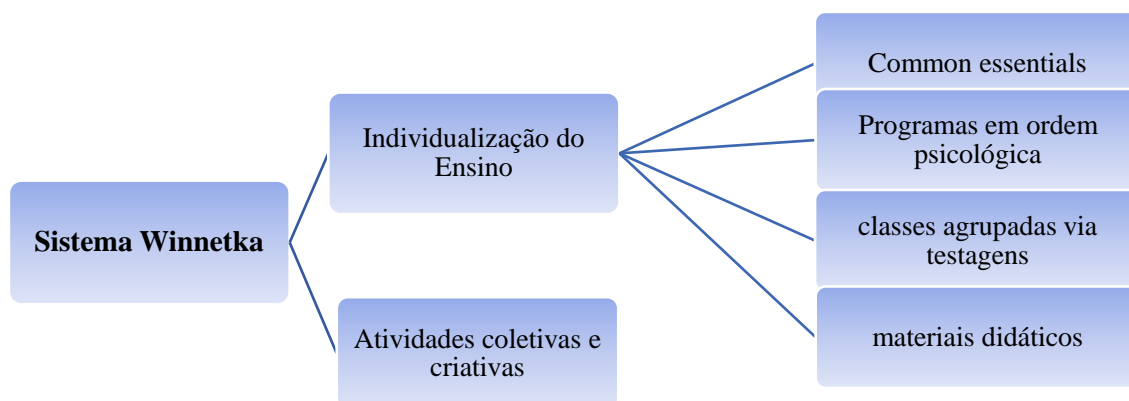 Sistema Winnetka
Individualização do
Ensino
Atividades coletivas e
criativas
Common essentials
Programas em ordem
psicológica
classes agrupadas via
testagens
materiais didáticos